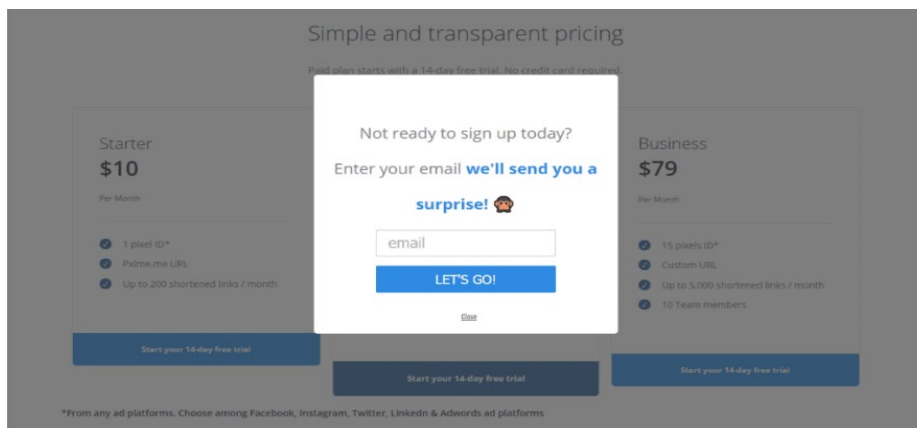 Simple and transparent pricing
Paid plan starts with a 14-day free trial. No credit card required.
Starter
$10
Per Month
1 pixel ID*
Pxlme.me URL
Up to 200 shortened links / month
Start your 14-day free trial
Not ready to sign up today?
Enter your email we'll send you a
surprise!
email
LET'S GO!
Close
Start your 14-day free trial
Business
$79
Per Month
15 pixels ID*
Custom URL
Up to 5,000 shortened links / month
10 Team members
Start your 14-day free trial
*From any ad platforms. Choose among Facebook, Instagram, Twitter, Linkedn & Adwords ad platforms